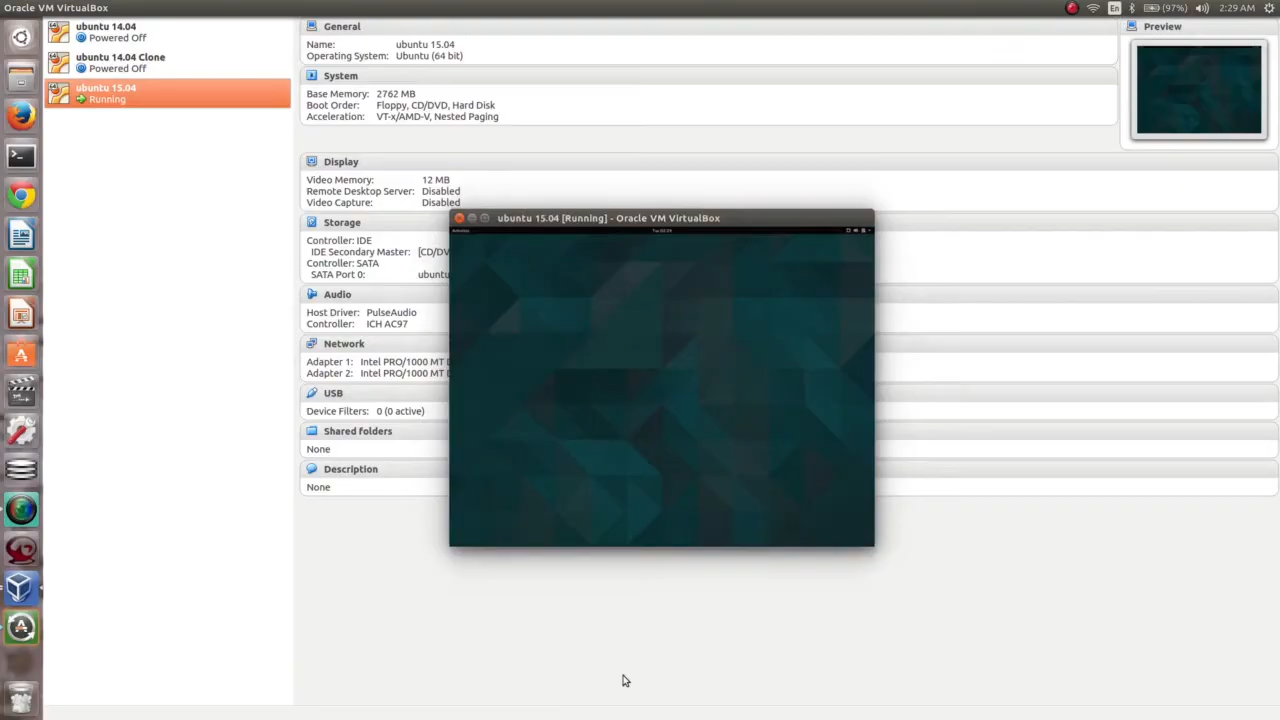 Oracle VM VirtualBox
En
(97%)
2:29 AM
ubuntu 14.04
Powered Off
ubuntu 14.04 Clone
Powered Off
ubuntu 15.04
Running
General
Name: ubuntu 15.04
Operating System: Ubuntu (64 bit)
System
Base Memory: 2762 MB
Boot Order: Floppy, CD/DVD, Hard Disk
Acceleration: VT-x/AMD-V, Nested Paging
Preview
Display
Video Memory: 12 MB
Remote Desktop Server: Disabled
Video Capture: Disabled
Storage
Controller: IDE
IDE Secondary Master: [CD/DV
Controller: SATA
SATA Port 0: ubuntu
Audio
Host Driver: PulseAudio
Controller: ICH AC97
Network
Adapter 1: Intel PRO/1000 MT D
Adapter 2: Intel PRO/1000 MT D
USB
Device Filters: 0 (0 active)
Shared folders
None
Description
None
ubuntu 15.04 [Running] - Oracle VM VirtualBox